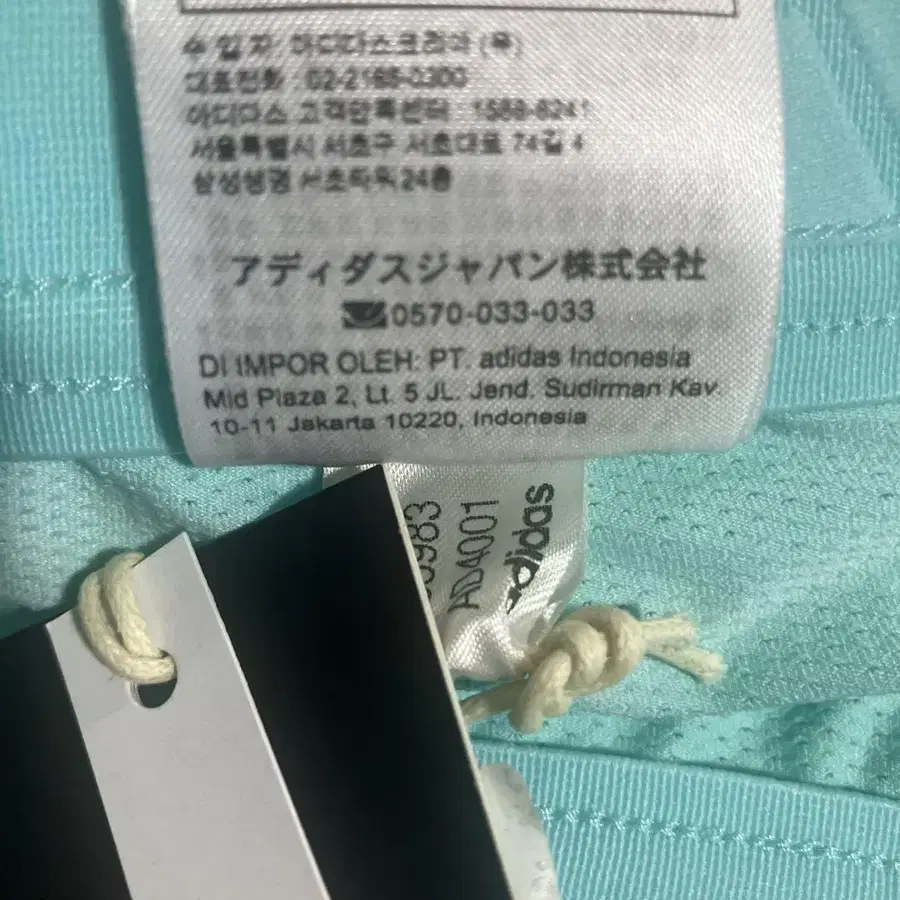 수 입 자: 아디다스코리아 (유)
대표전화 : 02-2186-0300
아디다스 고객만족센터 : 1588-8241
서울특별시 서초구 서초대로 74길 4
삼성생명 서초타워 24층
アディダスジャパン株式会社
0570-033-033
DI IMPOR OLEH: PT. adidas Indonesia
Mid Plaza 2, Lt. 5 JL. Jend. Sudirman Kav.
10-11 Jakarta 10220, Indonesia
AD4001
adidas